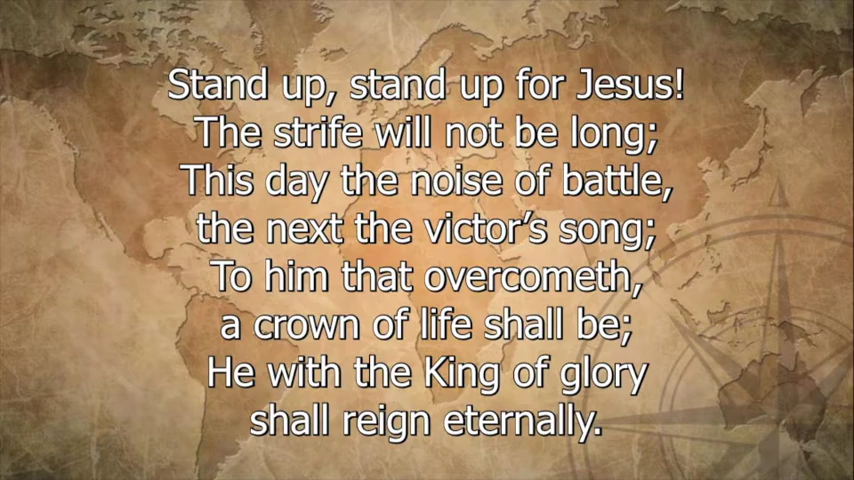 Stand up, stand up for Jesus!
The strife will not be long;
This day the noise of battle,
the next the victor’s song;
To him that overcometh,
a crown of life shall be;
He with the King of glory
shall reign eternally.